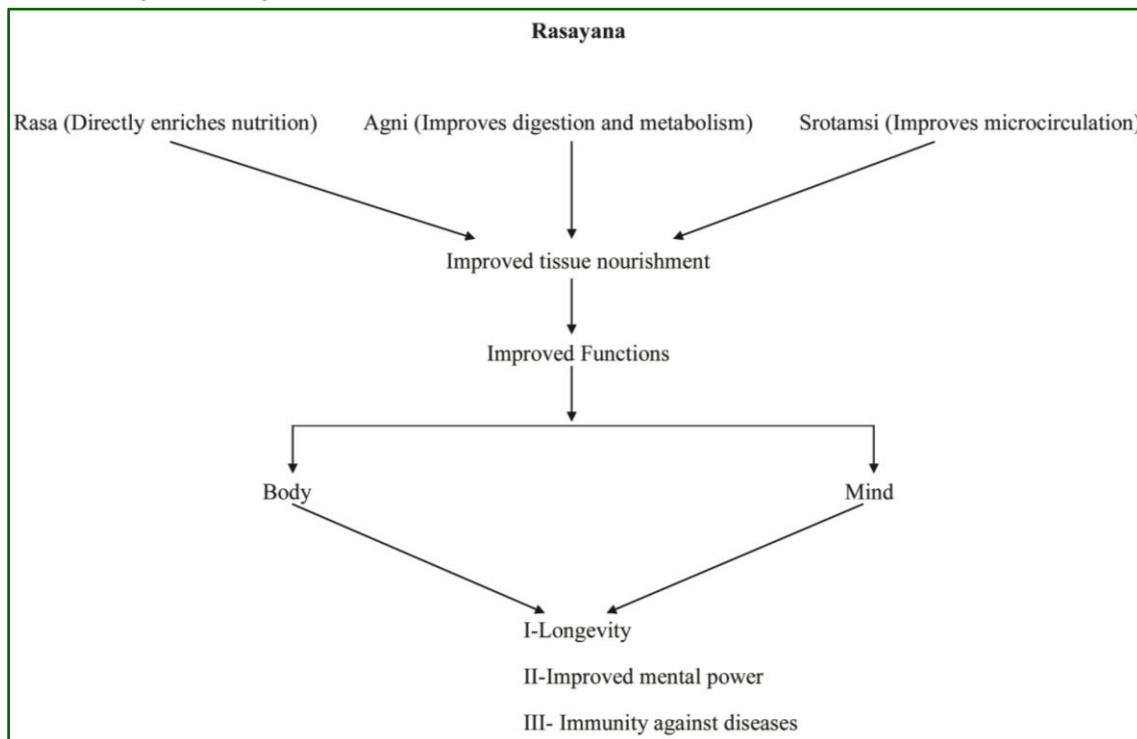 Rasayana
Rasa (Directly enriches nutrition) Agni (Improves digestion and metabolism) Srotamsi (Improves microcirculation)
Improved tissue nourishment
Improved Functions
Body Mind
I-Longevity
II-Improved mental power
III- Immunity against diseases